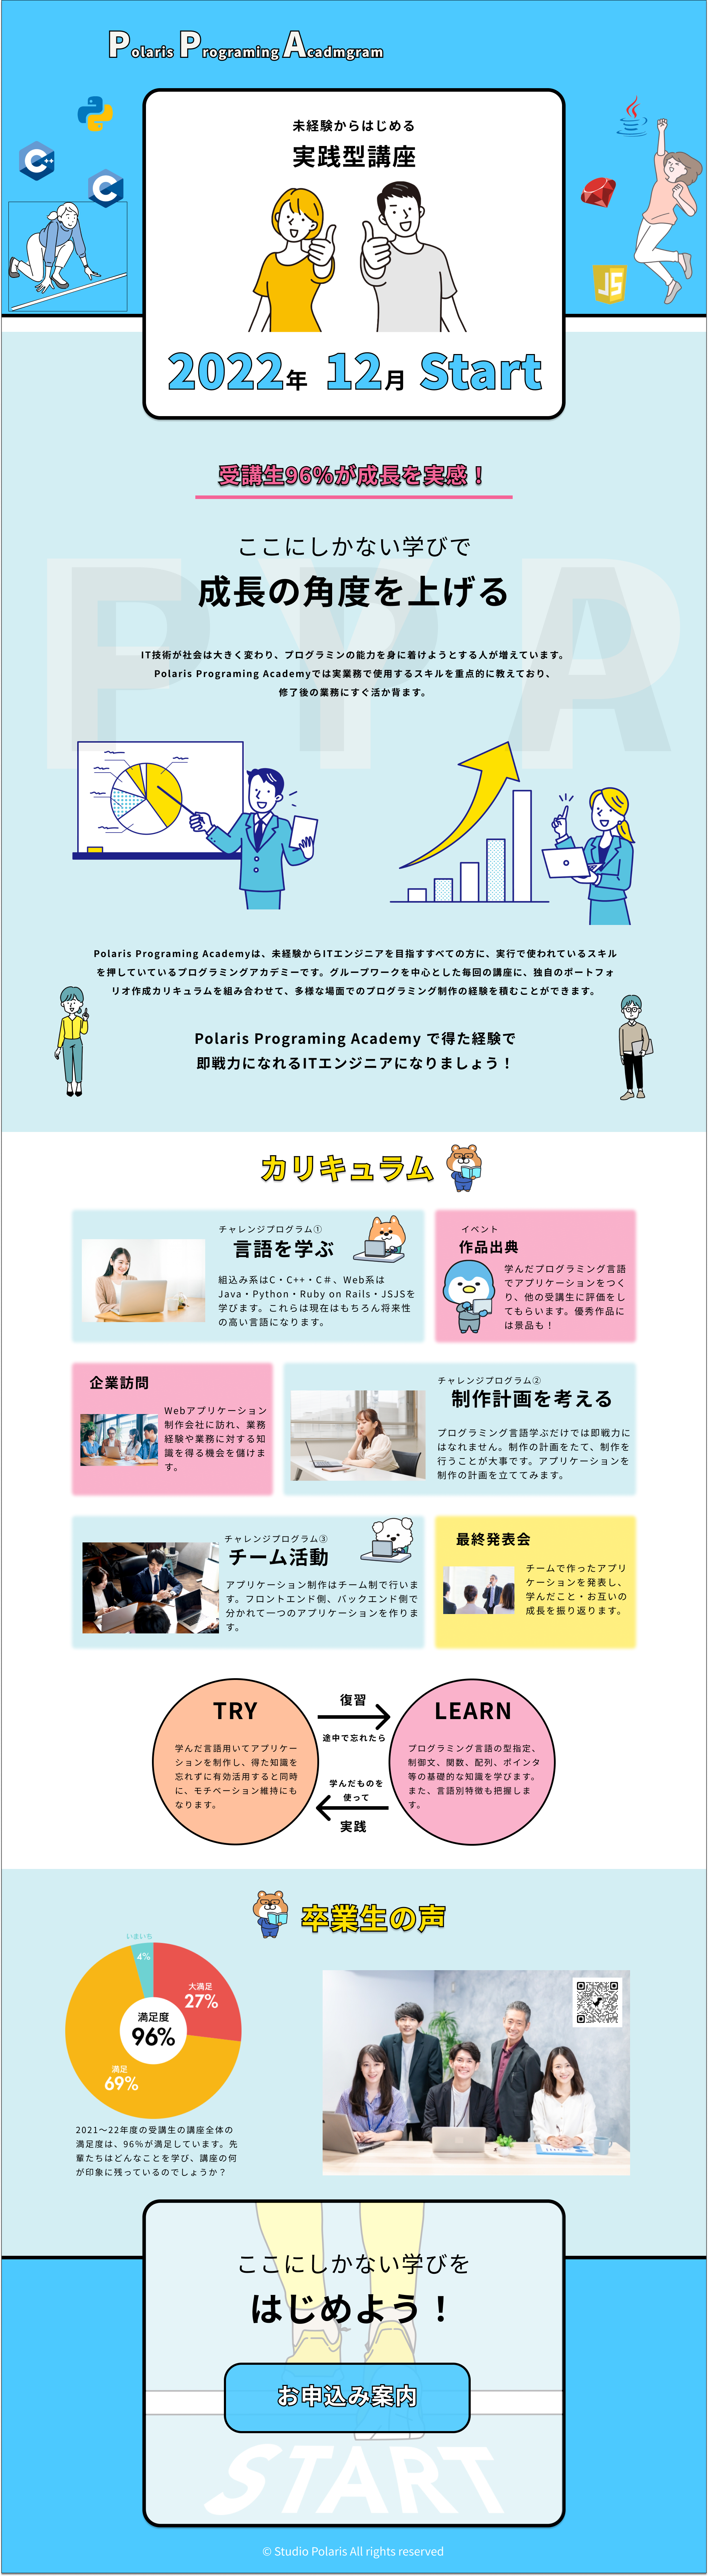 Polaris Programing Acadmgram
未経験からはじめる
実践型講座
2022年 12月 Start
受講生96%が成長を実感！
ここにしかない学びで
成長の角度を上げる
PYPA
IT技術が社会は大きく変わり、プログラミンの能力を身に着けようとする人が増えています。
Polaris Programing Academyでは実業務で使用するスキルを重点的に教えており、
修了後の業務にすぐ活か背ます。
Polaris Programing Academyは、未経験からITエンジニアを目指すすべての方に、実行で使われているスキル
を押していているプログラミングアカデミーです。グループワークを中心とした毎回の講座に、独自のポートフォ
リオ作成カリキュラムを組み合わせて、多様な場面でのプログラミング制作の経験を積むことができます。
Polaris Programing Academy で得た経験で
即戦力になれるITエンジニアになりましょう！
カリキュラム
チャレンジプログラム①
言語を学ぶ
組込み系はC・C++・C＃、Web系は
Java・Python・Ruby on Rails・JSJSを
学びます。これらは現在はもちろん将来性
の高い言語になります。
イベント
作品出典
学んだプログラミング言語
でアプリケーションをつく
り、他の受講生に評価をし
てもらいます。優秀作品に
は景品も！
企業訪問
Webアプリケーション
制作会社に訪れ、業務
経験や業務に対する知
識を得る機会を儲けま
す。
チャレンジプログラム②
制作計画を考える
プログラミング言語学ぶだけでは即戦力に
はなれません。制作の計画をたて、制作を
行うことが大事です。アプリケーションを
制作の計画を立ててみます。
チャレンジプログラム③
チーム活動
アプリケーション制作はチーム制で行いま
す。フロントエンド側、バックエンド側で
分かれて一つのアプリケーションを作りま
す。
最終発表会
チームで作ったアプリ
ケーションを発表し、
学んだこと・お互いの
成長を振り返ります。
TRY
学んだ言語用いてアプリケー
ションを制作し、得た知識を
忘れずに有効活用すると同時
に、モチベーション維持にも
なります。
復習
途中で忘れたら
学んだものを
使って
実践
LEARN
プログラミング言語の型指定、
制御文、関数、配列、ポインタ
等の基礎的な知識を学びます。
また、言語別特徴も把握しま
す。
卒業生の声
いまいち
4%
大満足
27%
満足度
96%
満足
69%
2021～22年度の受講生の講座全体の
満足度は、96%が満足しています。先
輩たちはどんなことを学び、講座の何
が印象に残っているのでしょうか？
ここにしかない学びを
はじめよう！
お申込み案内
START
© Studio Polaris All rights reserved
C++
C
JS